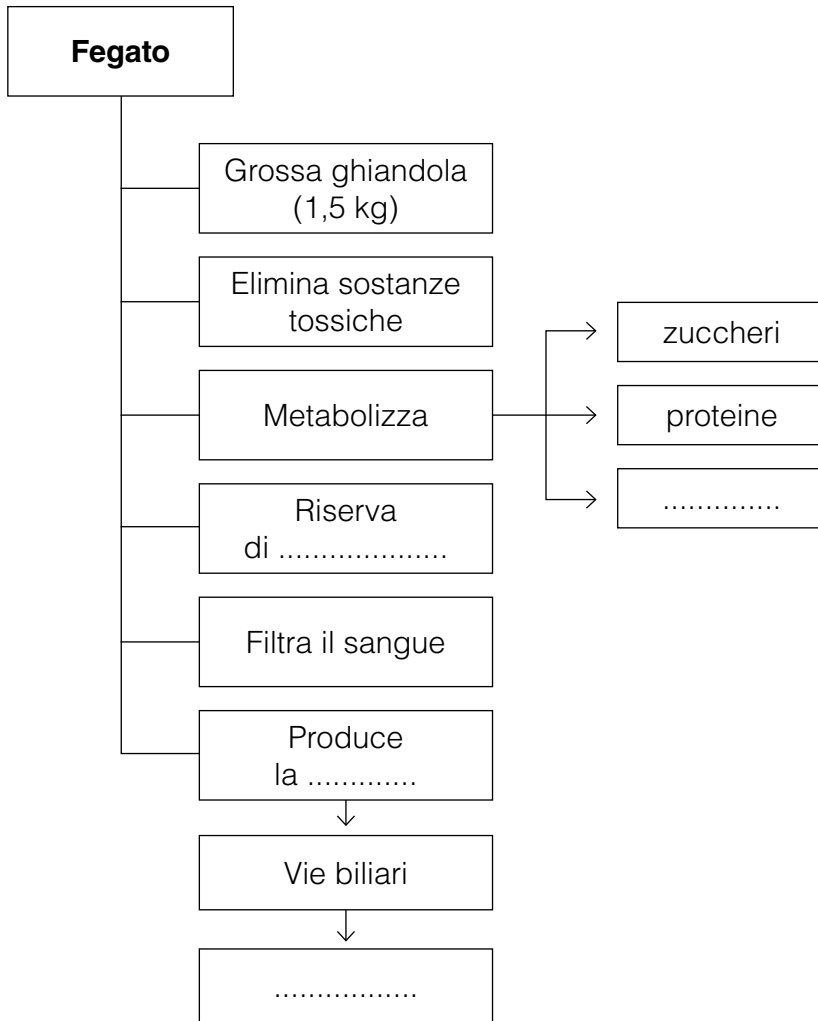 Fegato
Grossa ghiandola
(1,5 kg)
Elimina sostanze
tossiche
Metabolizza
zuccheri
proteine
..............
Riserva
di ....................
Filtra il sangue
Produce
la .............
Vie biliari
.................